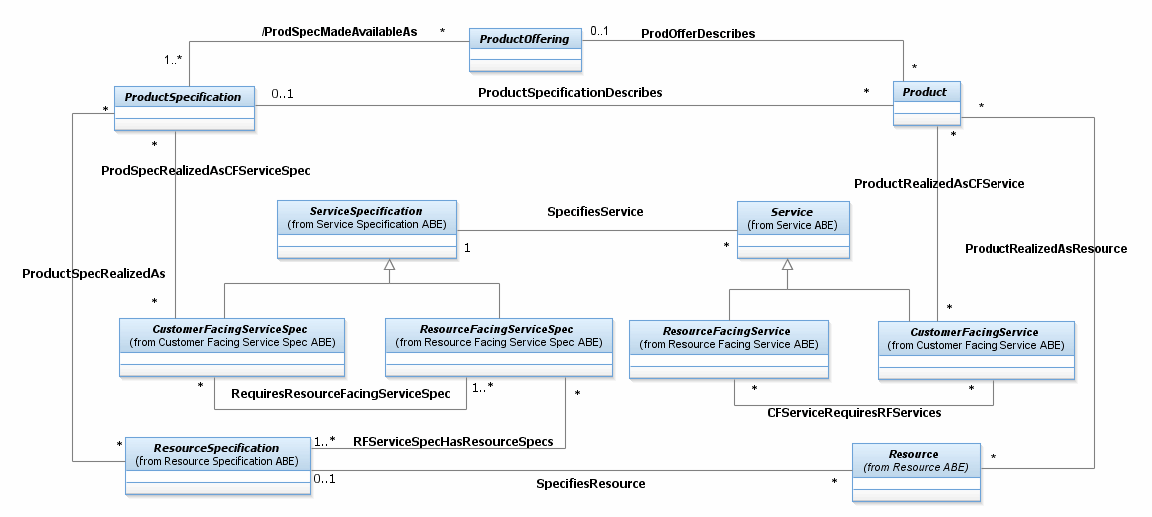 /ProdSpecMadeAvailableAs
*
ProductOffering
0..1
ProdOfferDescribes
1..*
*
ProductSpecification
0..1
ProductSpecificationDescribes
*
Product
*
*
*
*
ProdSpecRealizedAsCFServiceSpec
ProductRealizedAsCFService
ServiceSpecification
(from Service Specification ABE)
SpecifiesService
Service
(from Service ABE)
1
*
ProductRealizedAsResource
ProductSpecRealizedAs
*
*
CustomerFacingServiceSpec
(from Customer Facing Service Spec ABE)
ResourceFacingServiceSpec
(from Resource Facing Service Spec ABE)
ResourceFacingService
(from Resource Facing Service ABE)
CustomerFacingService
(from Customer Facing Service ABE)
*
RequiresResourceFacingServiceSpec
1..*
*
*
*
CFServiceRequiresRFServices
*
ResourceSpecification
(from Resource Specification ABE)
1..*
RFServiceSpecHasResourceSpecs
Resource
(from Resource ABE)
*
0..1
SpecifiesResource
*